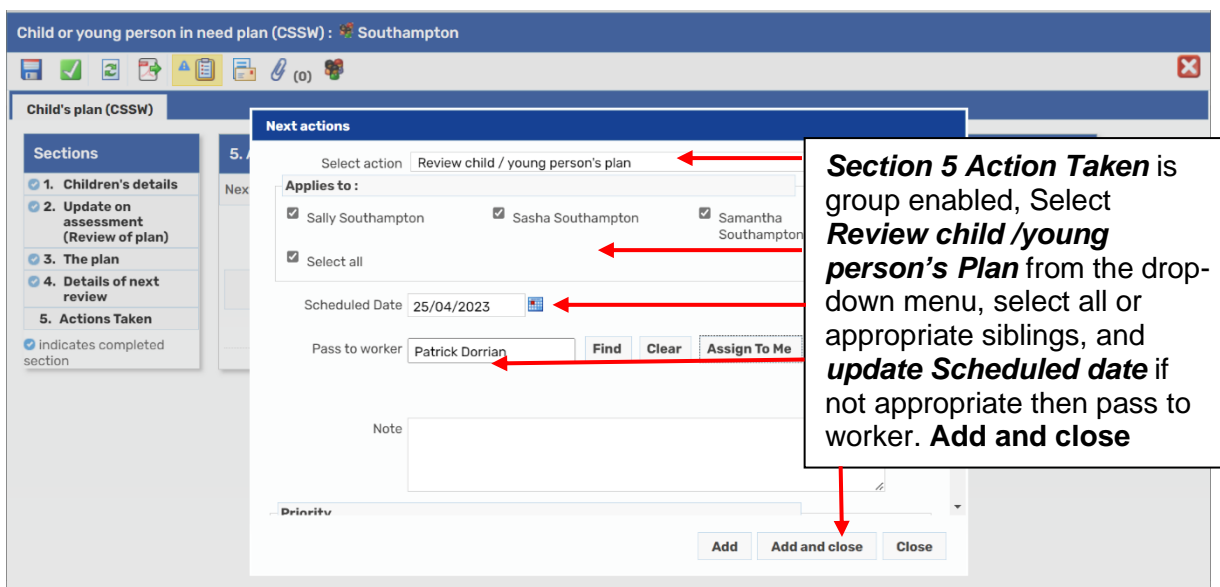 Child or young person in need plan (CSSW) : Southampton
(0)
Child's plan (CSSW)
Sections
1. Children's details
2. Update on
assessment
(Review of plan)
3. The plan
4. Details of next
review
5. Actions Taken
indicates completed
section
5. A
Nex
Next actions
Select action Review child / young person's plan
Applies to :
Sally Southampton Sasha Southampton Samantha
Southampton
Select all
Scheduled Date 25/04/2023
Pass to worker Patrick Dorrian Find Clear Assign To Me
Note
Priority
Add Add and close Close
Section 5 Action Taken is
group enabled, Select
Review child /young
person's Plan from the drop-
down menu, select all or
appropriate siblings, and
update Scheduled date if
not appropriate then pass to
worker. Add and close